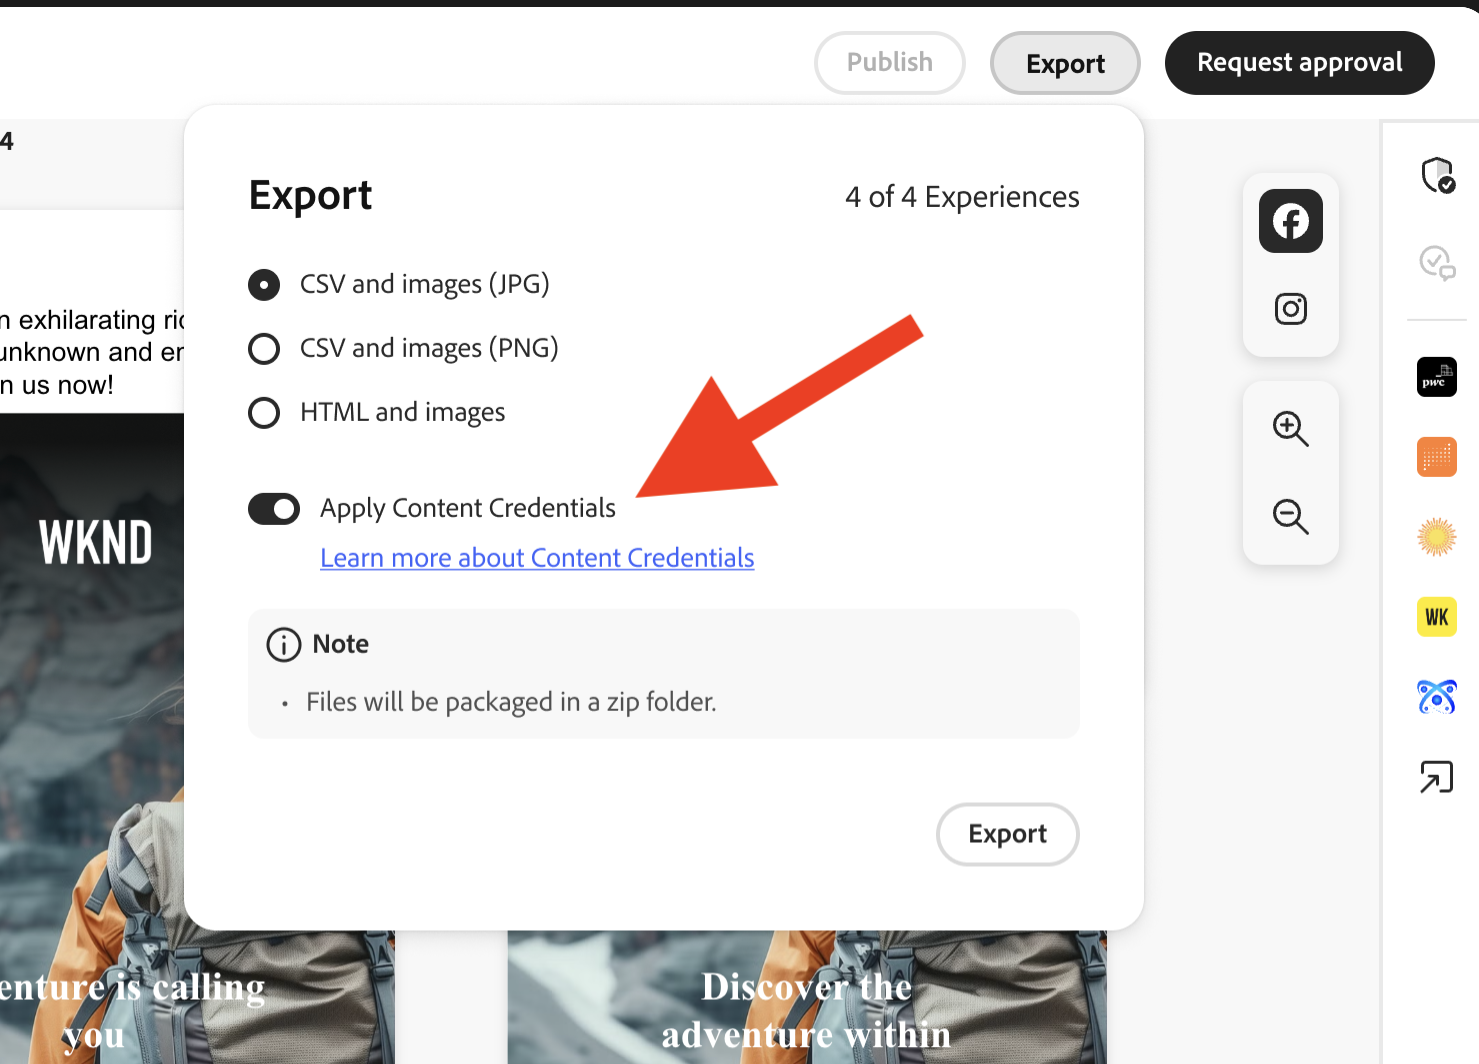 Publish
Export
Request approval
4
Export
4 of 4 Experiences
CSV and images (JPG)
CSV and images (PNG)
HTML and images
Apply Content Credentials
Learn more about Content Credentials
Note
• Files will be packaged in a zip folder.
Export
n exhilarating
unknown and
n us now!
WKND
pwc
WK
enture is calling
you
Discover the
adventure within